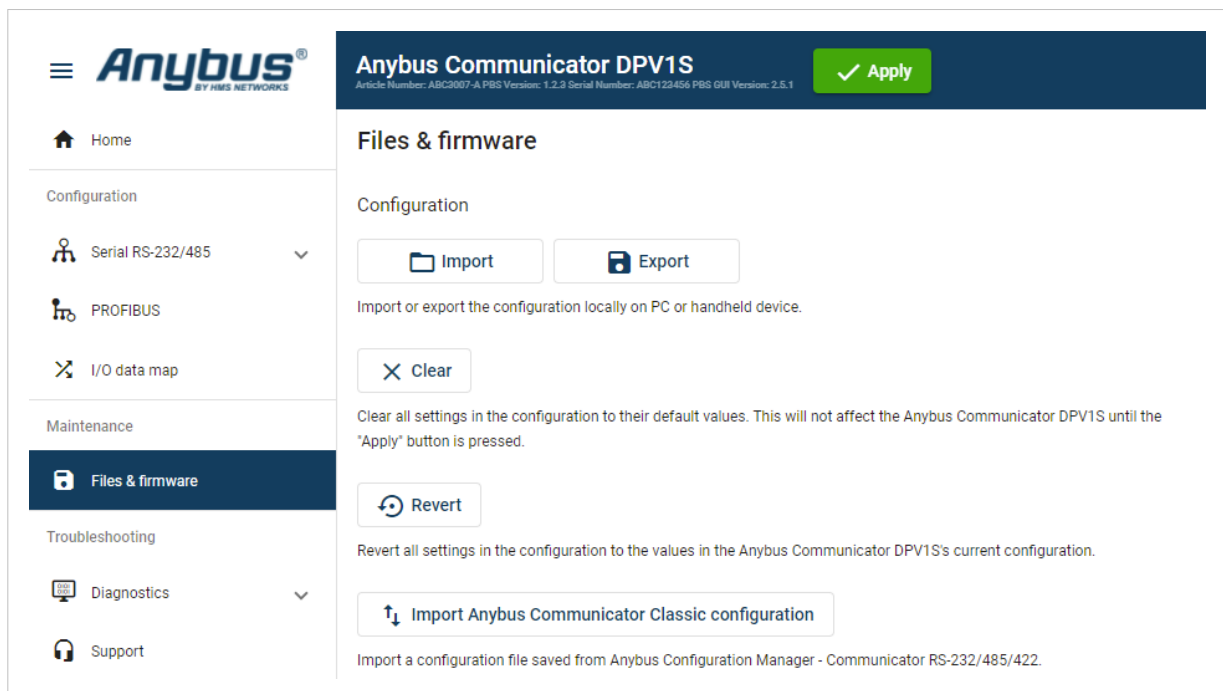 Anybus®
BY HMS NETWORKS
Anybus Communicator DPV1S
Article Number: ABC3007-A PBS Version: 1.2.3 Serial Number: ABC123456 PBS GUI Version: 2.5.1
Apply
Home
Configuration
Serial RS-232/485
PROFIBUS
I/O data map
Maintenance
Files & firmware
Troubleshooting
Diagnostics
Support
Files & firmware
Configuration
Import
Export
Import or export the configuration locally on PC or handheld device.
Clear
Clear all settings in the configuration to their default values. This will not affect the Anybus Communicator DPV1S until the
"Apply" button is pressed.
Revert
Revert all settings in the configuration to the values in the Anybus Communicator DPV1S's current configuration.
Import Anybus Communicator Classic configuration
Import a configuration file saved from Anybus Configuration Manager - Communicator RS-232/485/422.